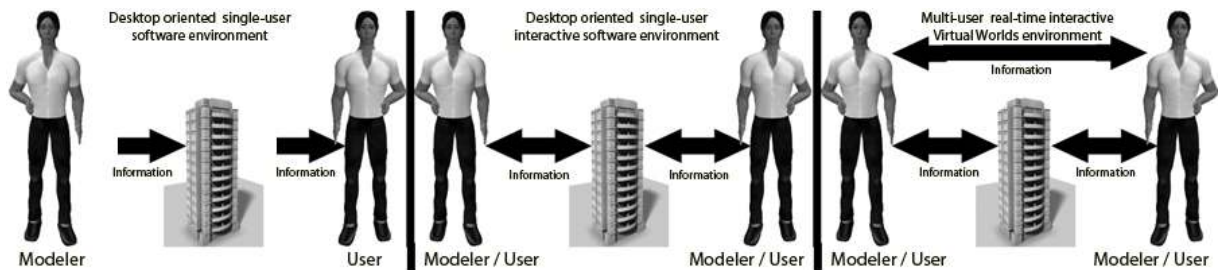 Desktop oriented single-user
software environment
Information
Information
Modeler
User
Desktop oriented single-user
interactive software environment
Information
Information
Modeler / User
Modeler / User
Multi-user real-time interactive
Virtual Worlds environment
Information
Information
Information
Modeler / User
Modeler / User